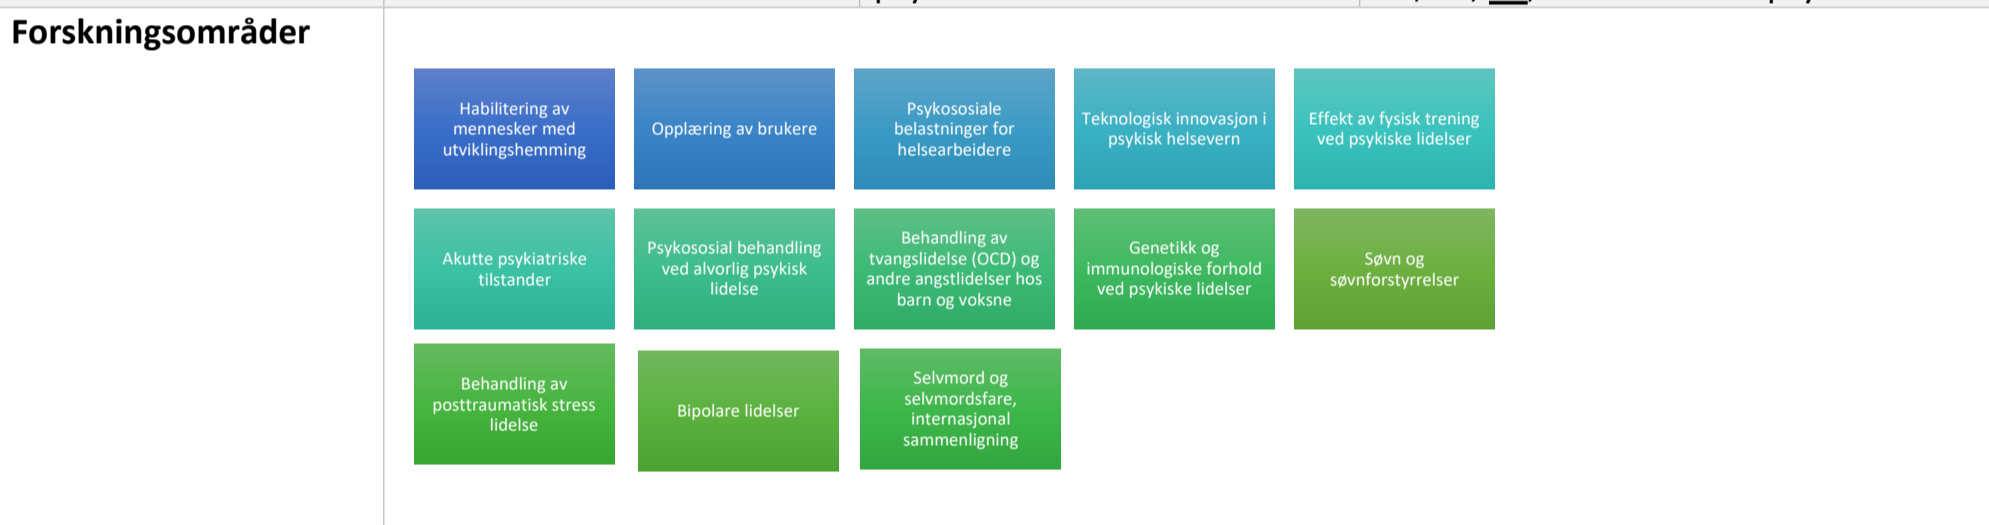 Forskningsområder
Habilitering av
mennesker med
utviklingshemming
Opplæring av brukere
Psykososiale
belastninger for
helsearbeidere
Teknologisk innovasjon i
psykisk helsevern
Effekt av fysisk trening
ved psykiske lidelser
Akutte psykiatriske
tilstander
Psykososial behandling
ved alvorlig psykisk
lidelse
Behandling av
tvangslidelse (OCD) og
andre angstlidelser hos
barn og voksne
Genetikk og
immunologiske forhold
ved psykiske lidelser
Søvn og
søvnforstyrrelser
Behandling av
posttraumatisk stress
lidelse
Bipolare lidelser
Selvmord og
selvmordsfare,
internasjonal
sammenligning